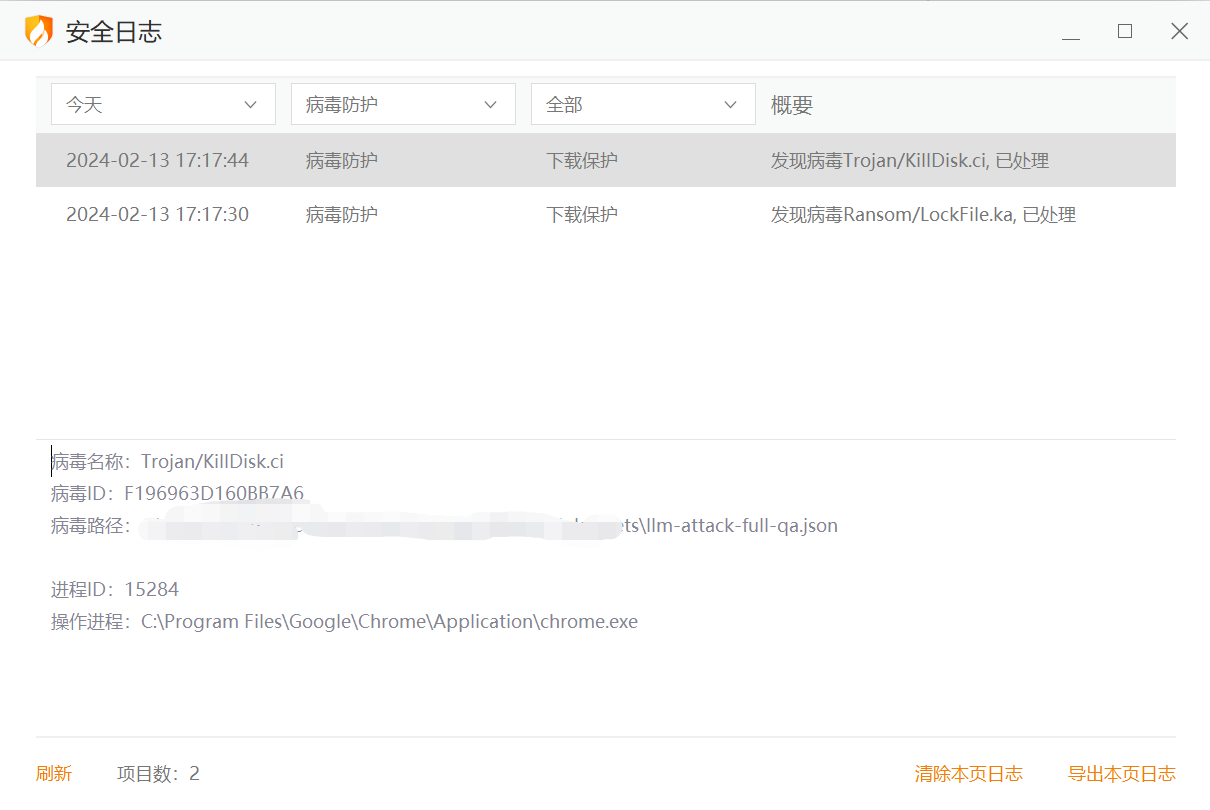 安全日志
今天 病毒防护 全部 概要
2024-02-13 17:17:44 病毒防护 下载保护 发现病毒Trojan/KillDisk.ci, 已处理
2024-02-13 17:17:30 病毒防护 下载保护 发现病毒Ransom/LockFile.ka, 已处理
病毒名称：Trojan/KillDisk.ci
病毒ID：F196963D160BB7A6
病毒路径： ets\llm-attack-full-qa.json
进程ID：15284
操作进程：C:\Program Files\Google\Chrome\Application\chrome.exe
刷新 项目数：2 清除本页日志 导出本页日志